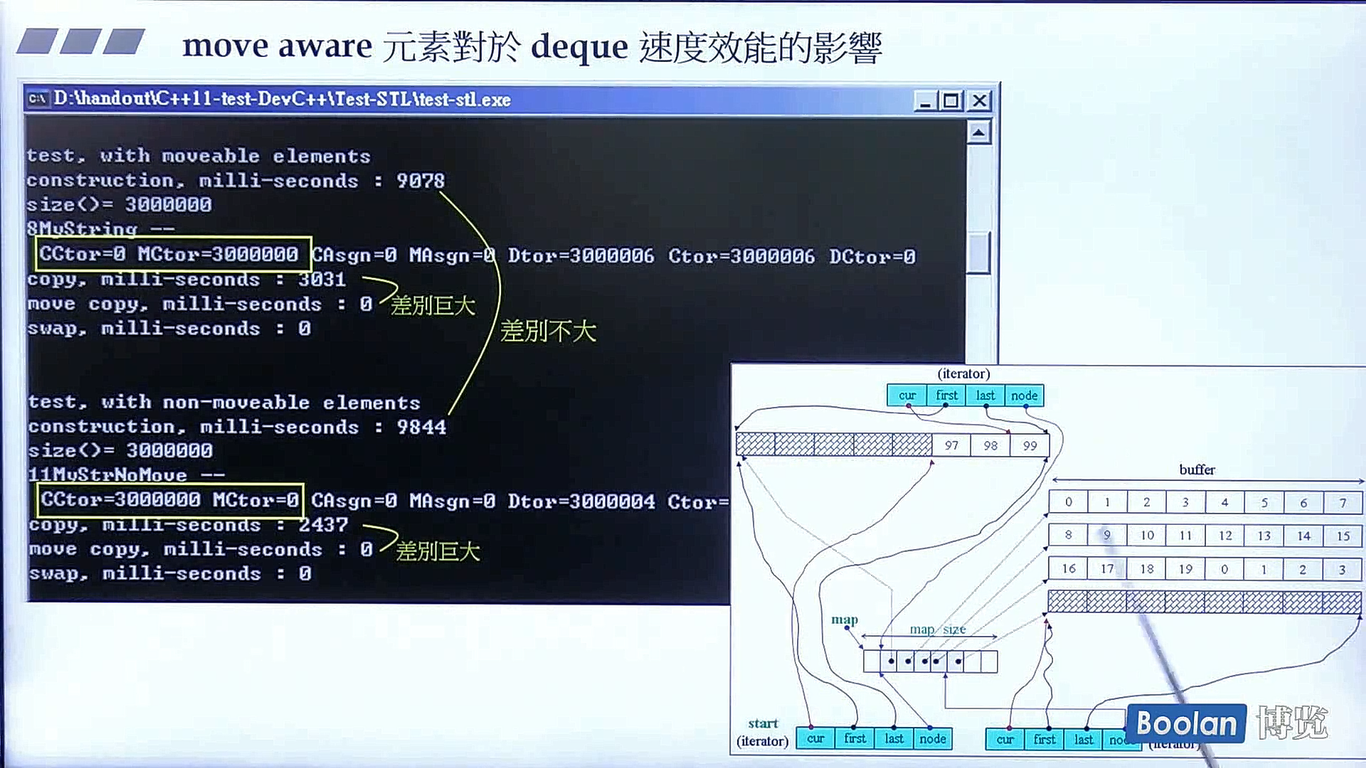 move aware 元素對於 deque 速度效能的影響
D:\handout\C++11-test-DevC++\Test-STL\test-stl.exe
test, with moveable elements
construction, milli-seconds : 9078
size()= 3000000
8MyString --
CCtor=0 MCtor=3000000 CAsgn=0 MAsgn=0 Dtor=3000006 Ctor=3000006 DCtor=0
copy, milli-seconds : 3031
move copy, milli-seconds : 0
差別巨大
swap, milli-seconds : 0
差別不大
test, with non-moveable elements
construction, milli-seconds : 9844
size()= 3000000
11MyStrNoMove --
CCtor=3000000 MCtor=0 CAsgn=0 MAsgn=0 Dtor=3000004 Ctor=
copy, milli-seconds : 2437
move copy, milli-seconds : 0
差別巨大
swap, milli-seconds : 0
(iterator)
cur first last node
97 98 99
buffer
0 1 2 3 4 5 6 7
8 9 10 11 12 13 14 15
16 17 18 19 0 1 2 3
map
map size
start
(iterator)
cur first last node
cur first last node
(iterator)
Boolan 博览